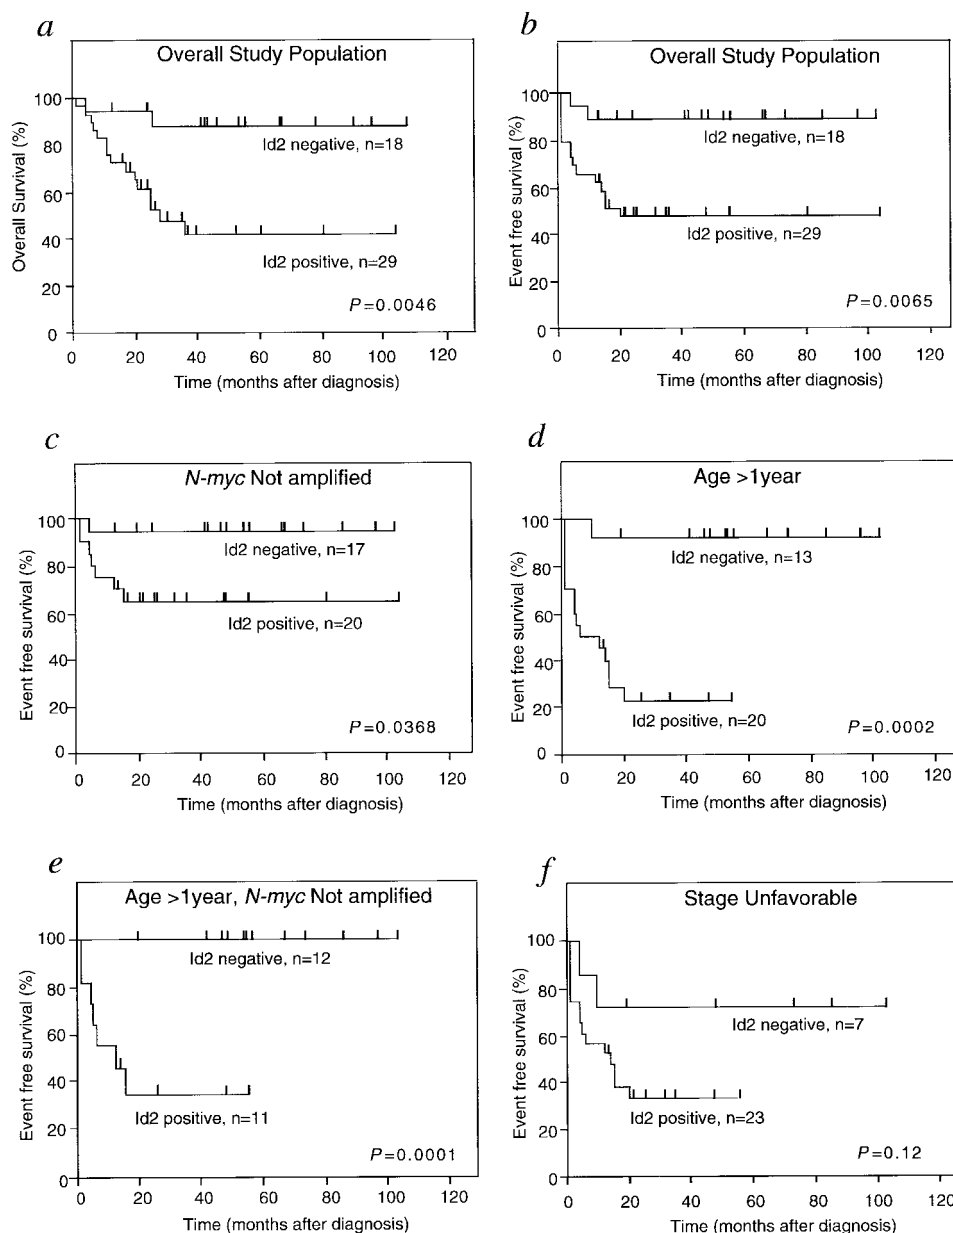 a
Overall Study Population
Overall Survival (%)
100
80
60
40
20
0
Id2 negative, n=18
Id2 positive, n=29
P=0.0046
0 20 40 60 80 100 120
Time (months after diagnosis)
b
Overall Study Population
Event free survival (%)
100
80
60
40
20
0
Id2 negative, n=18
Id2 positive, n=29
P=0.0065
0 20 40 60 80 100 120
Time (months after diagnosis)
c
N-myc Not amplified
Event free survival (%)
100
80
60
40
20
0
Id2 negative, n=17
Id2 positive, n=20
P=0.0368
0 20 40 60 80 100 120
Time (months after diagnosis)
d
Age >1year
Event free survival (%)
100
80
60
40
20
0
Id2 negative, n=13
Id2 positive, n=20
P=0.0002
0 20 40 60 80 100 120
Time (months after diagnosis)
e
Age >1year, N-myc Not amplified
Event free survival (%)
100
80
60
40
20
0
Id2 negative, n=12
Id2 positive, n=11
P=0.0001
0 20 40 60 80 100 120
Time (months after diagnosis)
f
Stage Unfavorable
Event free survival (%)
100
80
60
40
20
0
Id2 negative, n=7
Id2 positive, n=23
P=0.12
0 20 40 60 80 100 120
Time (months after diagnosis)